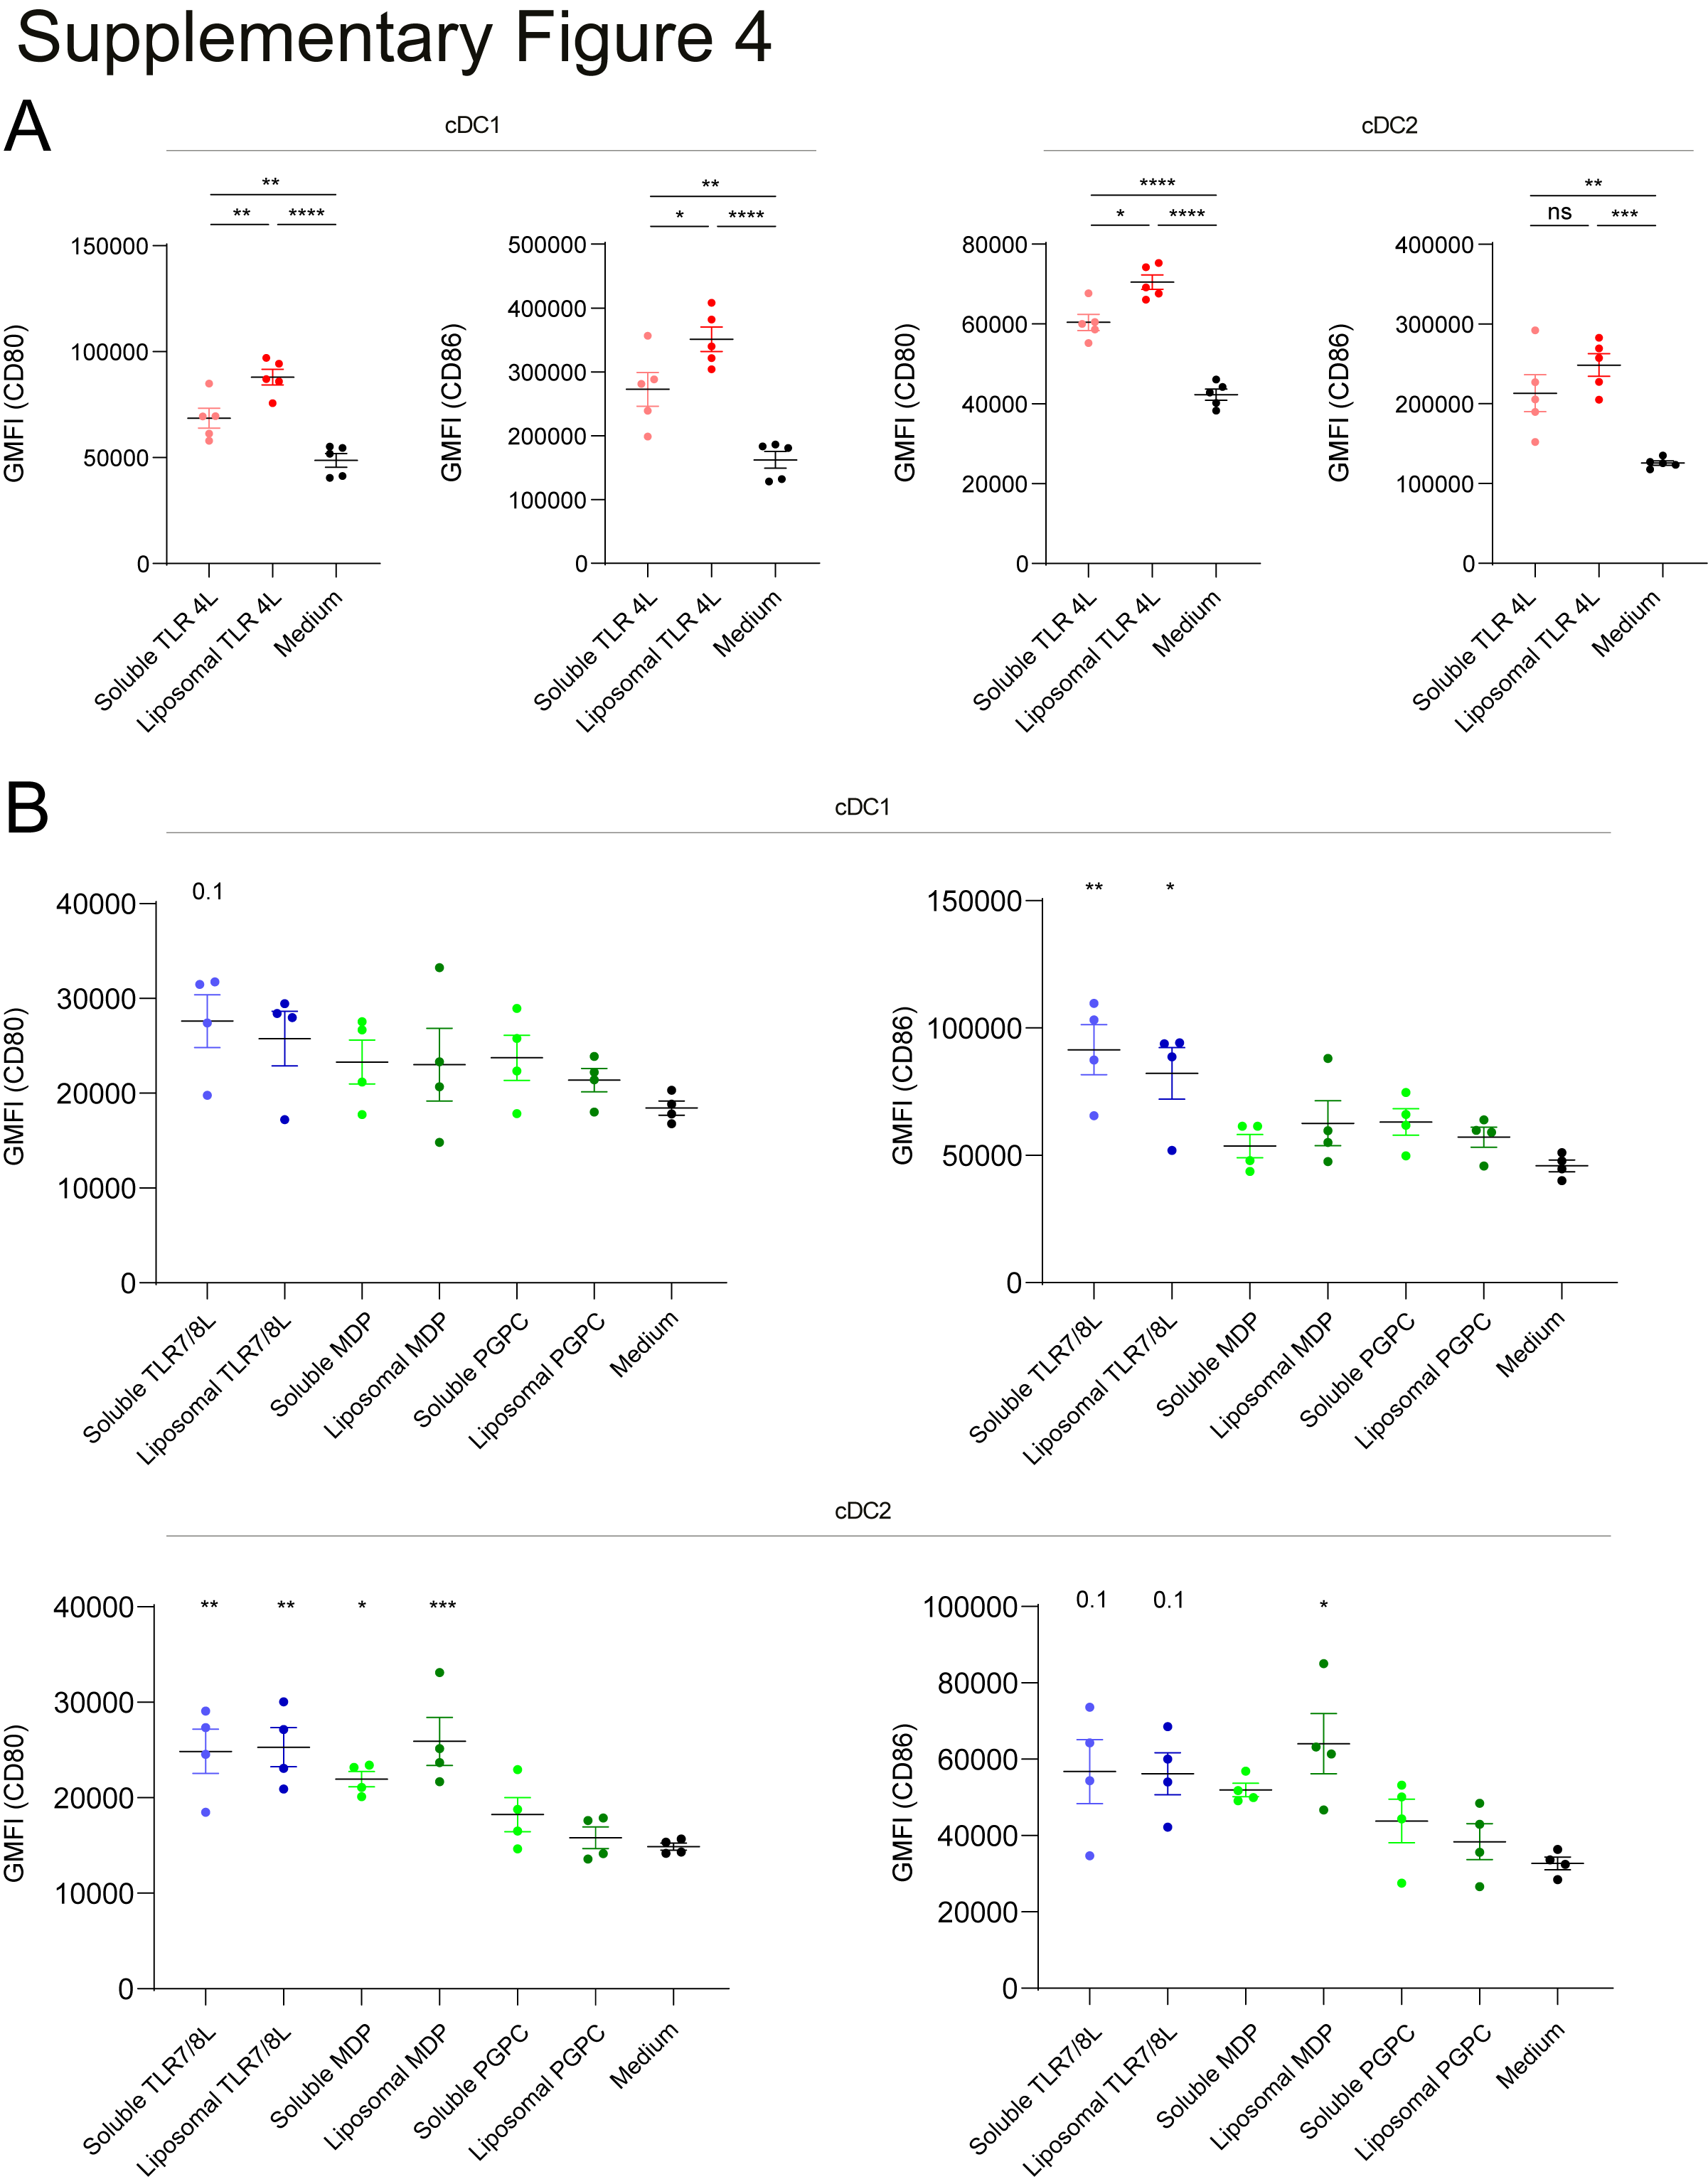 Supplementary Figure 4
A
cDC1
cDC2
**
** ****
GMFI (CD80)
150000
100000
50000
0
Soluble TLR 4L
Liposomal TLR 4L
Medium
**
* ****
GMFI (CD86)
500000
400000
300000
200000
100000
0
Soluble TLR 4L
Liposomal TLR 4L
Medium
****
* ****
GMFI (CD80)
80000
60000
40000
20000
0
Soluble TLR 4L
Liposomal TLR 4L
Medium
**
ns ***
GMFI (CD86)
400000
300000
200000
100000
0
Soluble TLR 4L
Liposomal TLR 4L
Medium
B
cDC1
0.1
GMFI (CD80)
40000
30000
20000
10000
0
Soluble TLR7/8L
Liposomal TLR7/8L
Soluble MDP
Liposomal MDP
Soluble PGPC
Liposomal PGPC
Medium
** *
GMFI (CD86)
150000
100000
50000
0
Soluble TLR7/8L
Liposomal TLR7/8L
Soluble MDP
Liposomal MDP
Soluble PGPC
Liposomal PGPC
Medium
cDC2
** ** * ***
GMFI (CD80)
40000
30000
20000
10000
0
Soluble TLR7/8L
Liposomal TLR7/8L
Soluble MDP
Liposomal MDP
Soluble PGPC
Liposomal PGPC
Medium
0.1 0.1 *
GMFI (CD86)
100000
80000
60000
40000
20000
0
Soluble TLR7/8L
Liposomal TLR7/8L
Soluble MDP
Liposomal MDP
Soluble PGPC
Liposomal PGPC
Medium